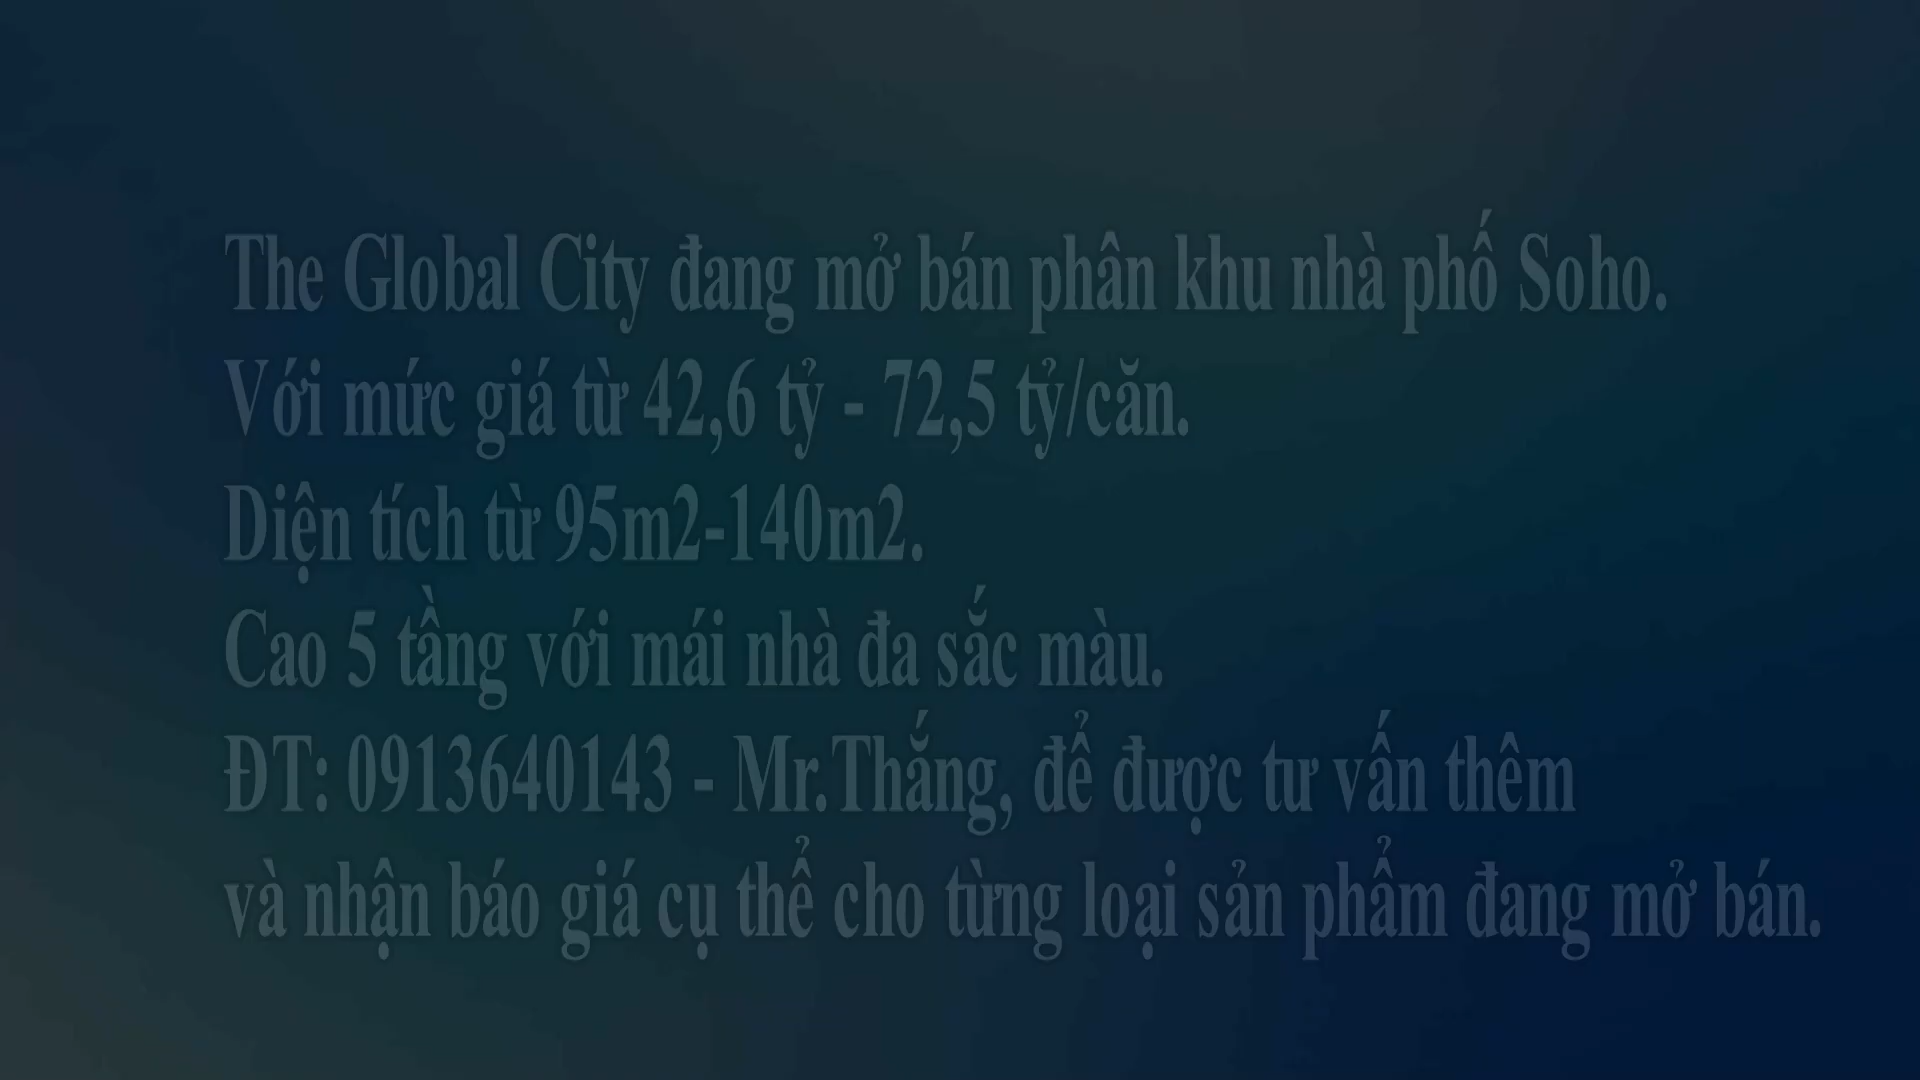 The Global City đang mở bán phân khu nhà phố Soho.
Với mức giá từ 42,6 tỷ - 72,5 tỷ/căn.
Diện tích từ 95m2-140m2.
Cao 5 tầng với mái nhà đa sắc màu.
ĐT: 0913640143 - Mr.Thắng, để được tư vấn thêm
và nhận báo giá cụ thể cho từng loại sản phẩm đang mở bán.